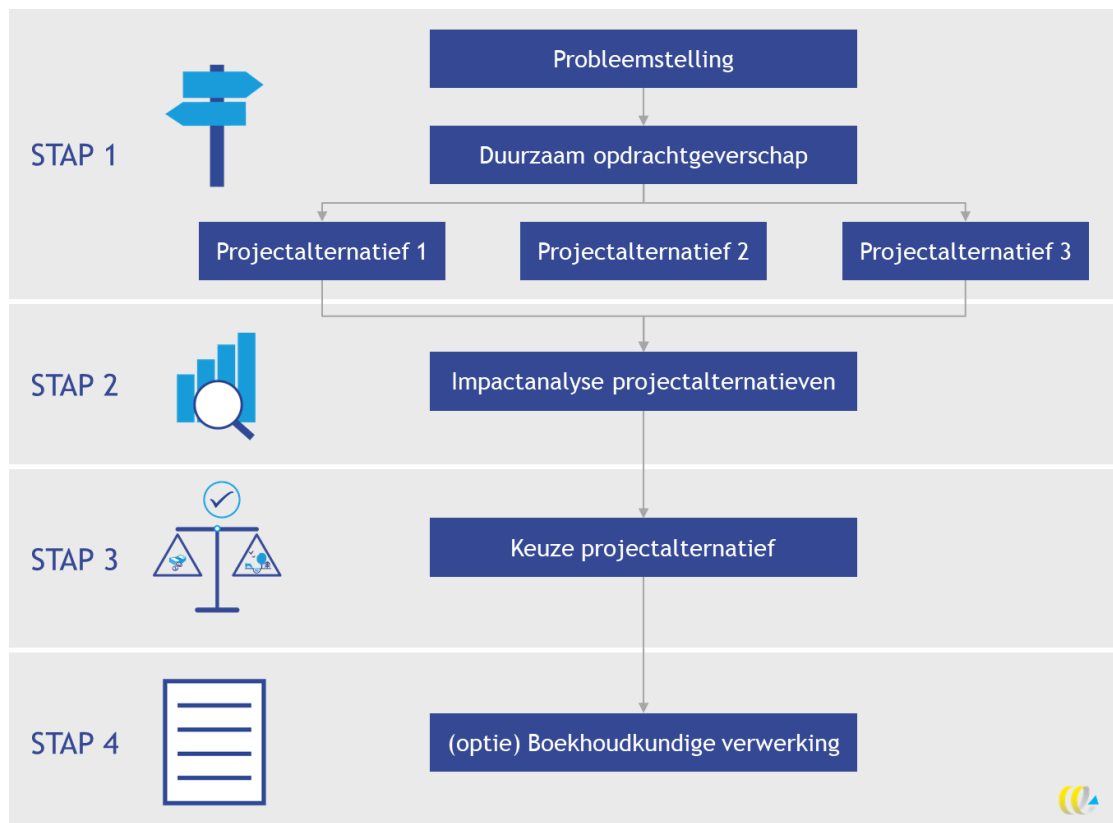 STAP 1
Probleemstelling
Duurzaam opdrachtgeverschap
Projectalternatief 1
Projectalternatief 2
Projectalternatief 3
STAP 2
Impactanalyse projectalternatieven
STAP 3
Keuze projectalternatief
STAP 4
(optie) Boekhoudkundige verwerking